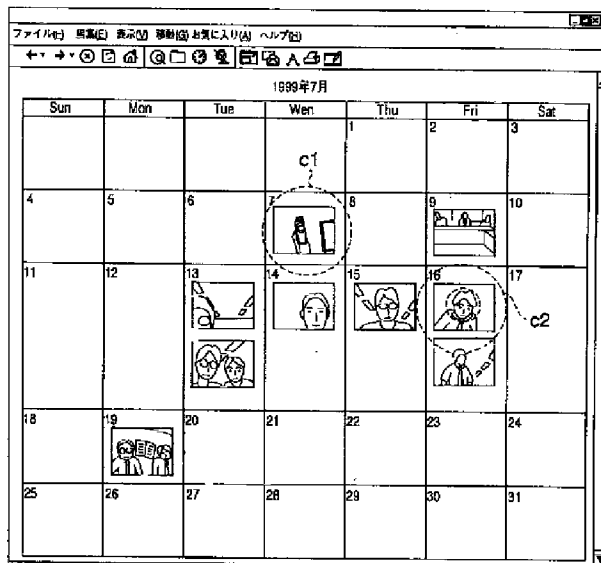 ファイル(F) 編集(E) 表示(V) 移動(G) お気に入り(A) ヘルプ(H)
1999年7月
Sun Mon Tue Wen Thu Fri Sat
1 2 3
c1
4 5 6 7 8 9 10
11 12 13 14 15 16 17
c2
18 19 20 21 22 23 24
25 26 27 28 29 30 31